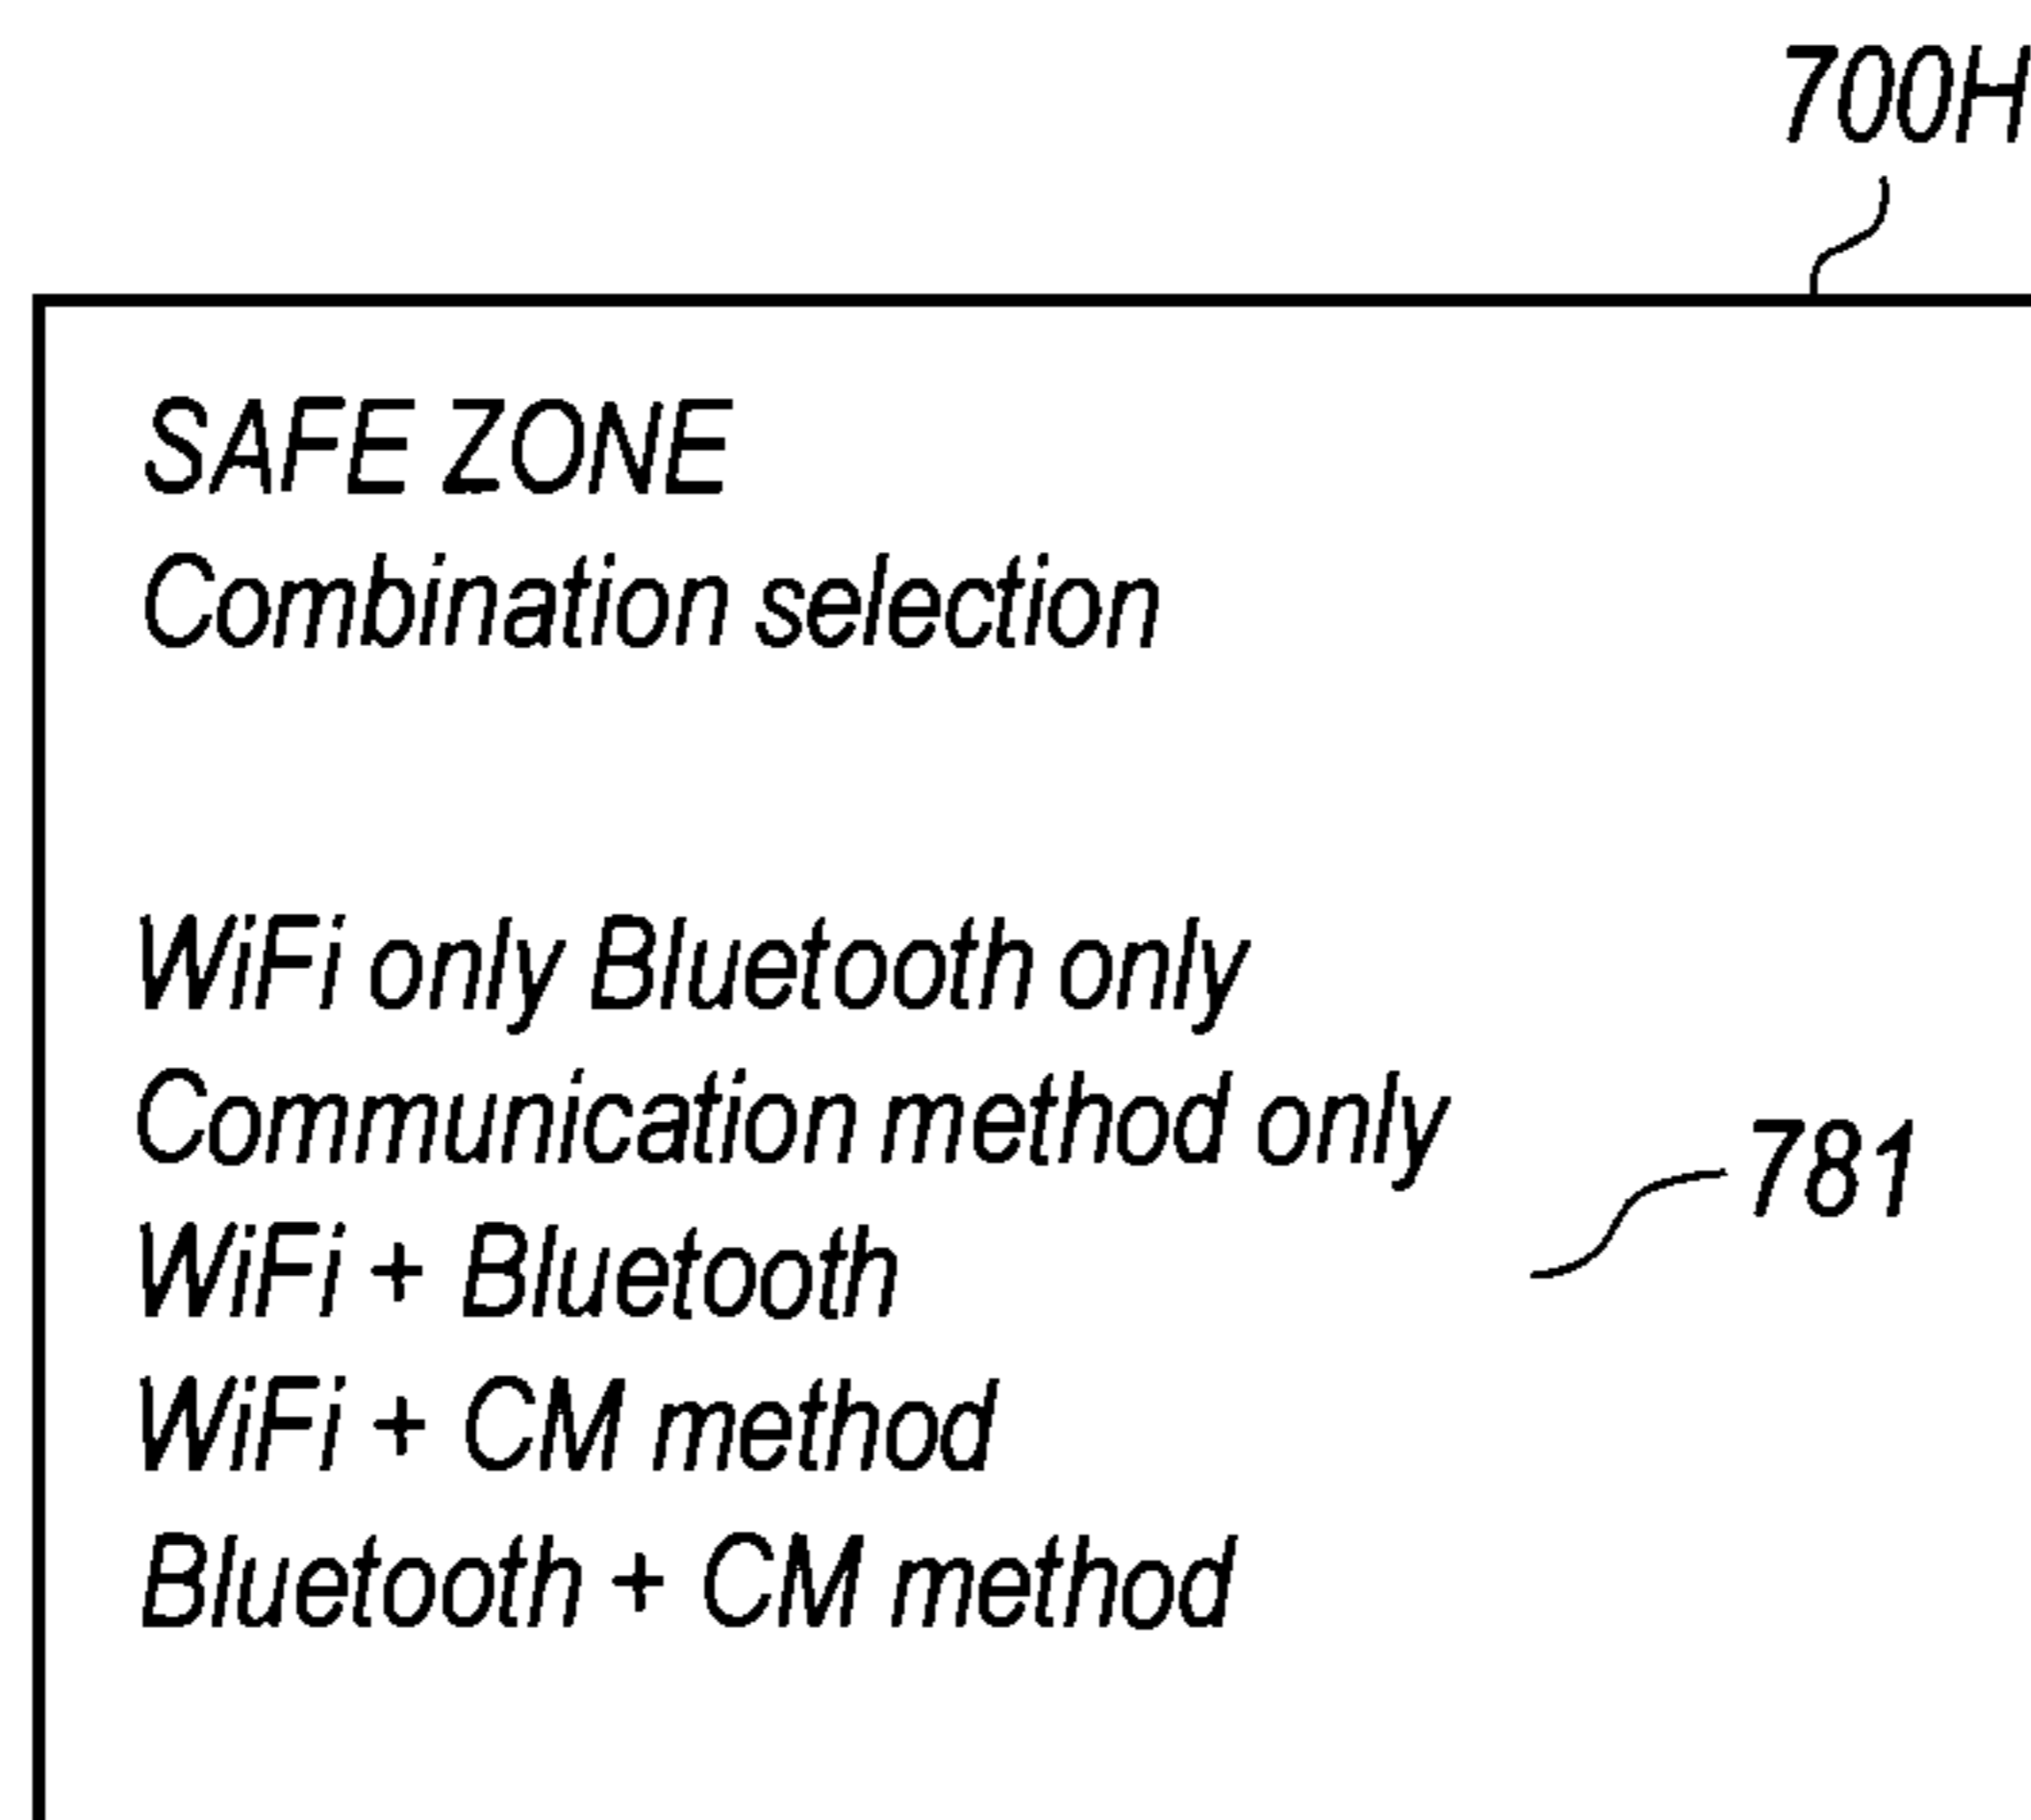 700H
SAFE ZONE
Combination selection
WiFi only Bluetooth only
Communication method only
781
WiFi + Bluetooth
WiFi + CM method
Bluetooth + CM method